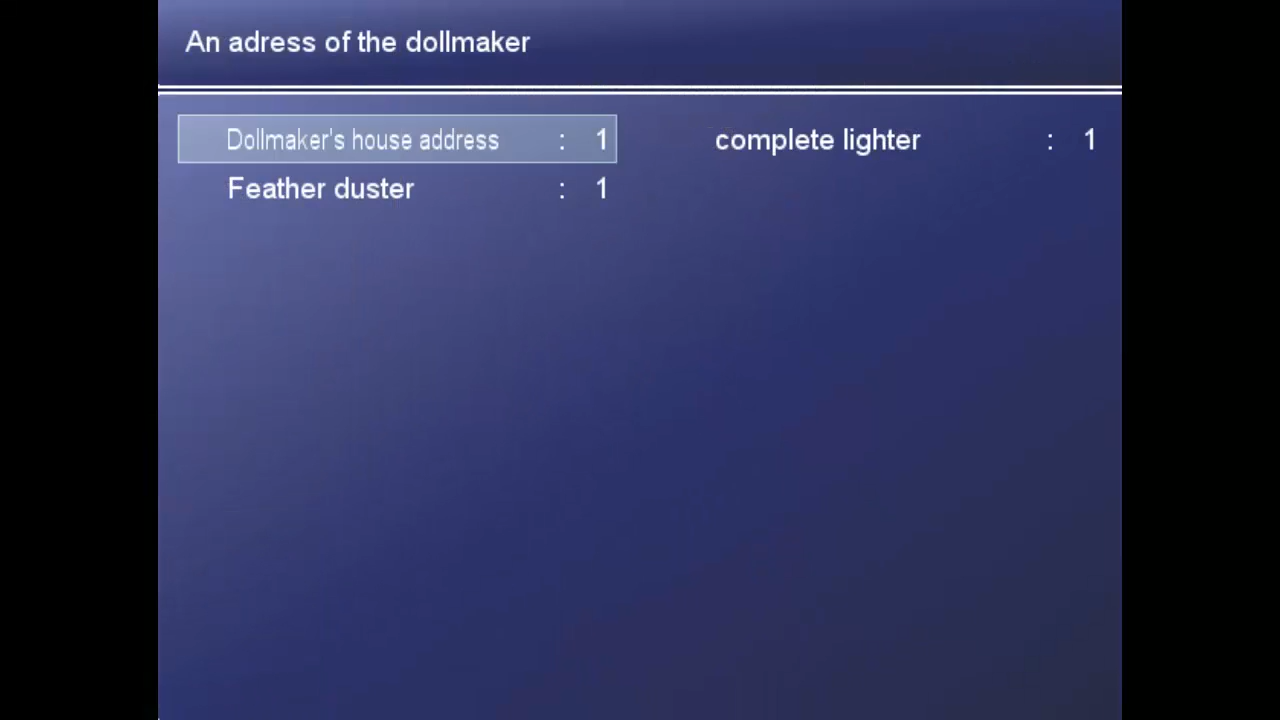 An adress of the dollmaker
Dollmaker's house address : 1 complete lighter : 1
Feather duster : 1